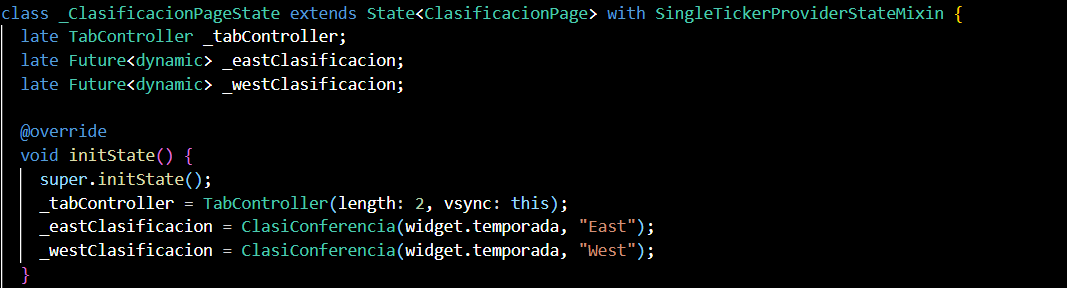 class _ClasificacionPageState extends State<ClasificacionPage> with SingleTickerProviderStateMixin {
  late TabController _tabController;
  late Future<dynamic> _eastClasificacion;
  late Future<dynamic> _westClasificacion;

  @override
  void initState() {
    super.initState();
    _tabController = TabController(length: 2, vsync: this);
    _eastClasificacion = ClasiConferencia(widget.temporada, "East");
    _westClasificacion = ClasiConferencia(widget.temporada, "West");
  }